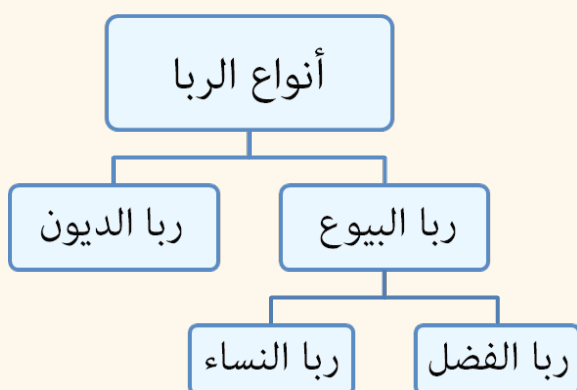 أنواع الربا
ربا البيوع
ربا الديون
ربا الفضل
ربا النساء